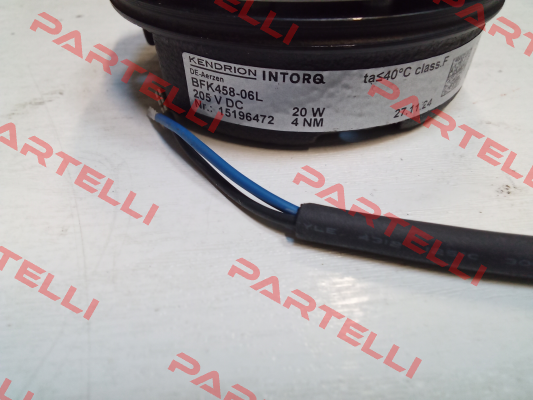 KENDRION INTORQ
DE-Aerzen
BFK458-06L
205 V DC 20 W
Nr.: 15196472 4 NM
ta≤40°C class.F
27.11.24
PARTELLI
PARTELLI
PARTELLI
PARTELLI
PARTELLI
PARTELLI